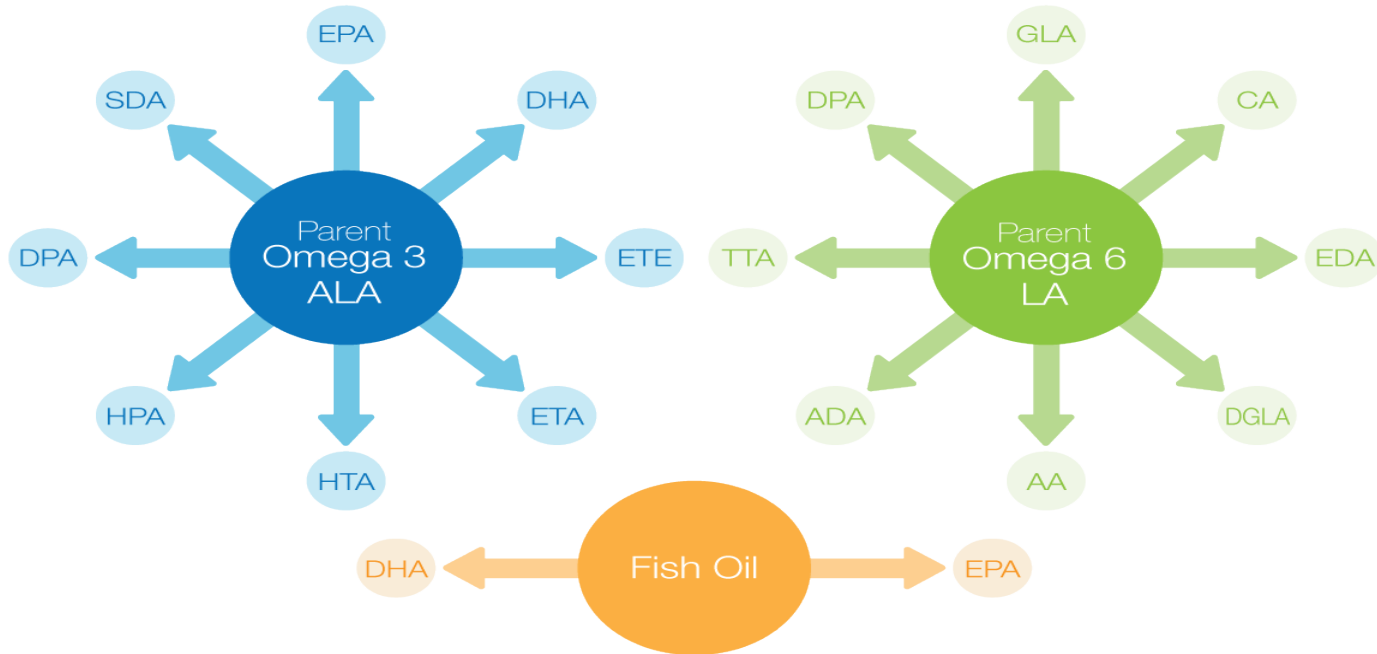 EPA
SDA
DHA
Parent
Omega 3
ALA
DPA
ETE
HPA
ETA
HTA
GLA
DPA
CA
Parent
Omega 6
LA
TTA
EDA
ADA
DGLA
AA
Fish Oil
DHA
EPA